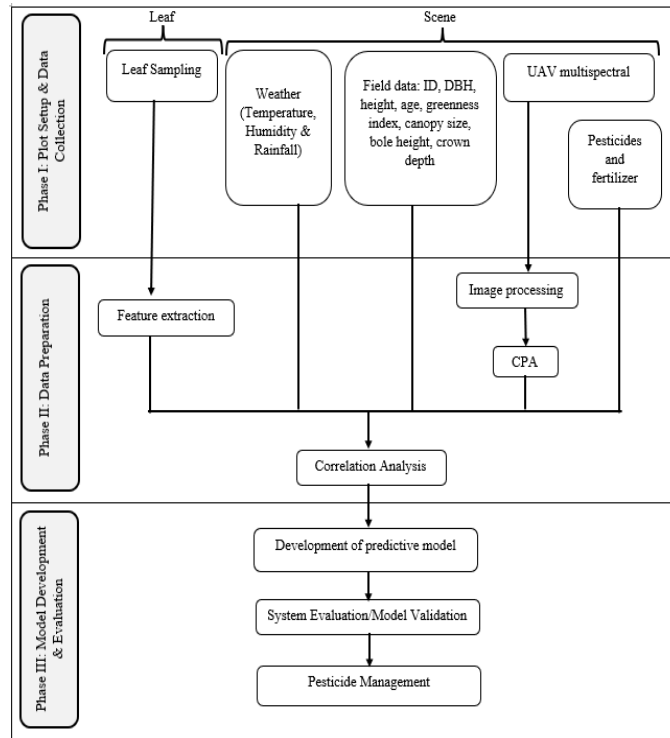 Leaf
Scene
Phase I: Plot Setup & Data
Collection
Leaf Sampling
Weather
(Temperature,
Humidity &
Rainfall)
Field data: ID, DBH,
height, age, greenness
index, canopy size,
bole height, crown
depth
UAV multispectral
Pesticides
and
fertilizer
Phase II: Data Preparation
Feature extraction
Image processing
CPA
Correlation Analysis
Phase III: Model Development
& Evaluation
Development of predictive model
System Evaluation/Model Validation
Pesticide Management